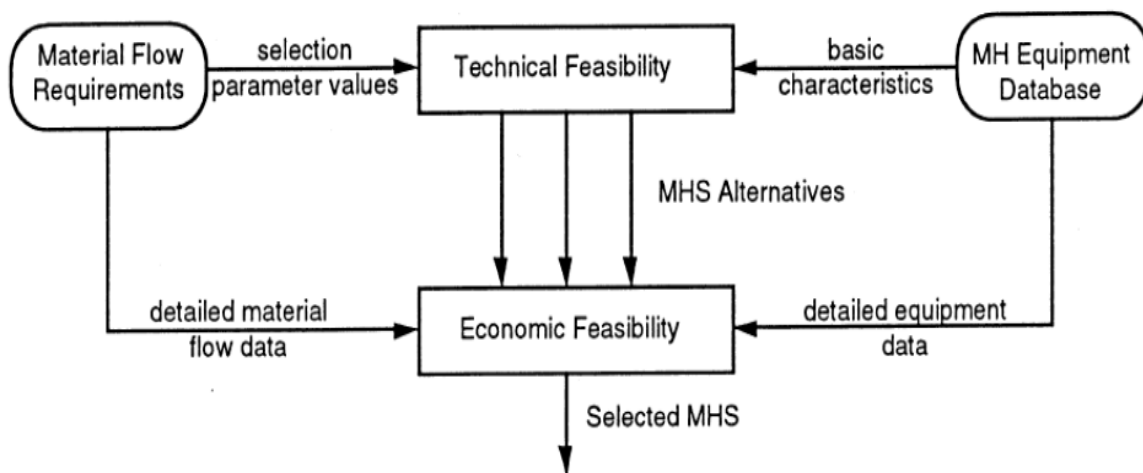 Material Flow
Requirements
selection
parameter values
Technical Feasibility
basic
characteristics
MH Equipment
Database
MHS Alternatives
detailed material
flow data
Economic Feasibility
detailed equipment
data
Selected MHS